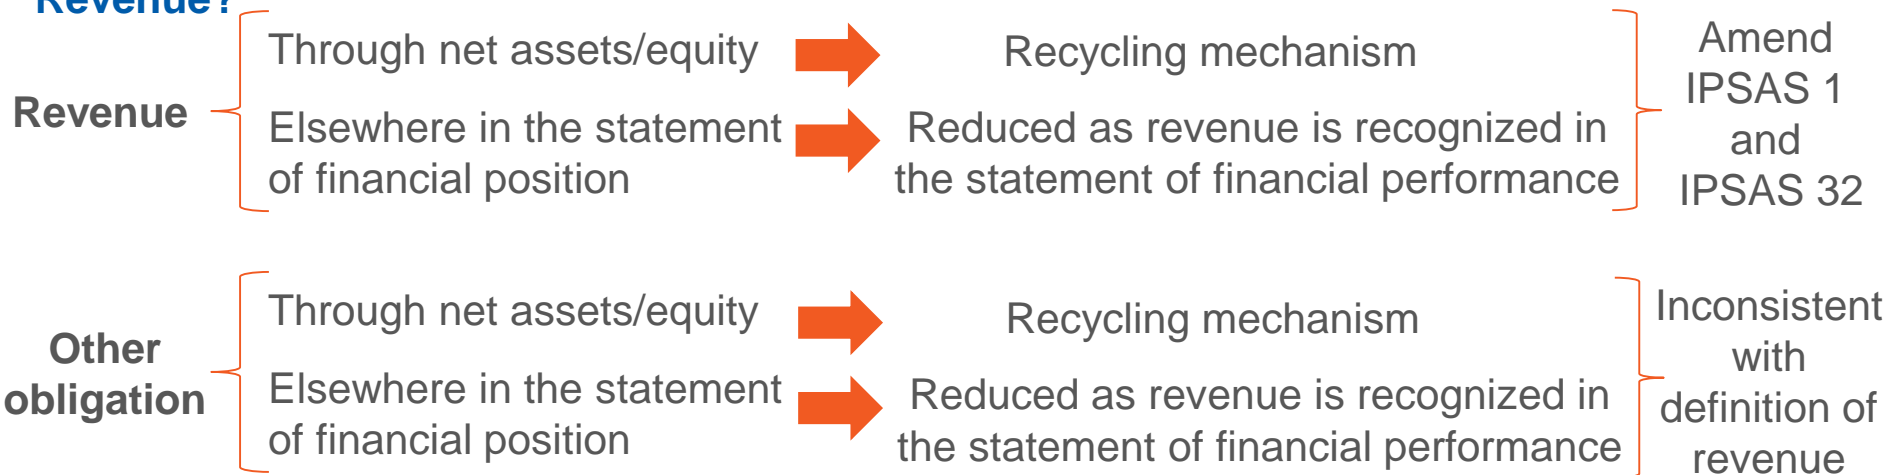 Revenue?
Revenue
Through net assets/equity
Recycling mechanism
Elsewhere in the statement
of financial position
Reduced as revenue is recognized in
the statement of financial performance
Amend
IPSAS 1
and
IPSAS 32
Other
obligation
Through net assets/equity
Recycling mechanism
Elsewhere in the statement
of financial position
Reduced as revenue is recognized in
the statement of financial performance
Inconsistent
with
definition of
revenue